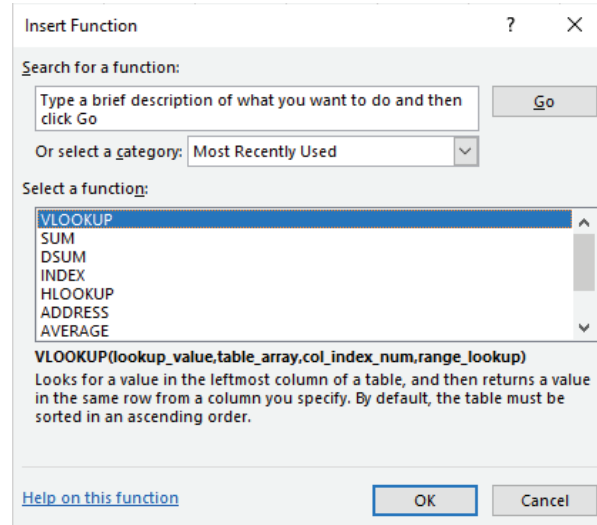 Insert Function ? ×
Search for a function:
Type a brief description of what you want to do and then
click Go
Go
Or select a category: Most Recently Used
Select a function:
VLOOKUP
SUM
DSUM
INDEX
HLOOKUP
ADDRESS
AVERAGE
VLOOKUP(lookup_value,table_array,col_index_num,range_lookup)
Looks for a value in the leftmost column of a table, and then returns a value
in the same row from a column you specify. By default, the table must be
sorted in an ascending order.
Help on this function
OK
Cancel